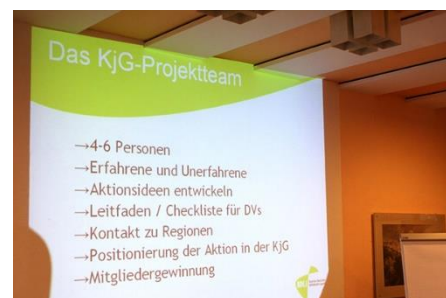 Das KjG-Projektteam
→4-6 Personen
→Erfahrene und Unerfahrene
→Aktionsideen entwickeln
→Leitfaden / Checkliste für DVs
→Kontakt zu Regionen
→Positionierung der Aktion in der KjG
→Mitgliedergewinnung